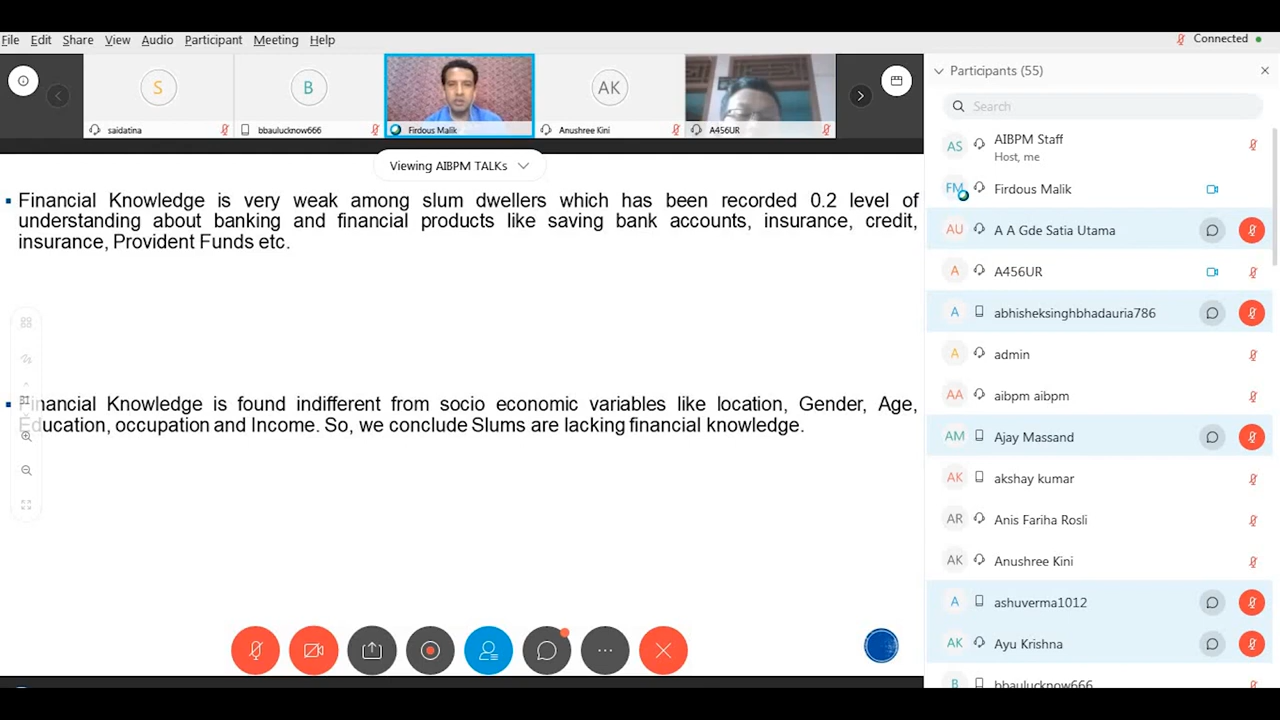 File Edit Share View Audio Participant Meeting Help
Connected
S
saidatina
B
bbaulucknow666
Firdous Malik
AK
Anushree Kini
A456UR
Viewing AIBPM TALKs
Financial Knowledge is very weak among slum dwellers which has been recorded 0.2 level of
understanding about banking and financial products like saving bank accounts, insurance, credit,
insurance, Provident Funds etc.
Financial Knowledge is found indifferent from socio economic variables like location, Gender, Age,
Education, occupation and Income. So, we conclude Slums are lacking financial knowledge.
Participants (55)
Search
AS AIBPM Staff
Host, me
FM Firdous Malik
AU A A Gde Satia Utama
A A456UR
A abhisheksinghbhadauria786
A admin
AA aibpm aibpm
AM Ajay Massand
AK akshay kumar
AR Anis Fariha Rosli
AK Anushree Kini
A ashuverma1012
AK Ayu Krishna
B bbaulucknow666